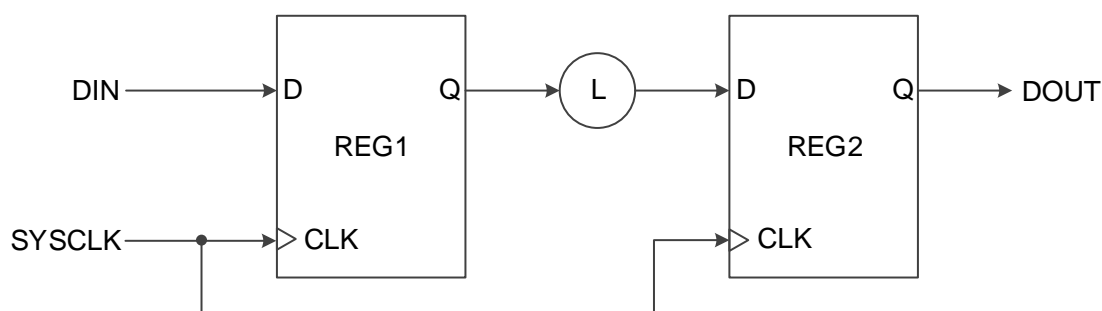 DIN
D
Q
L
D
Q
DOUT
REG1
REG2
SYSCLK
CLK
CLK